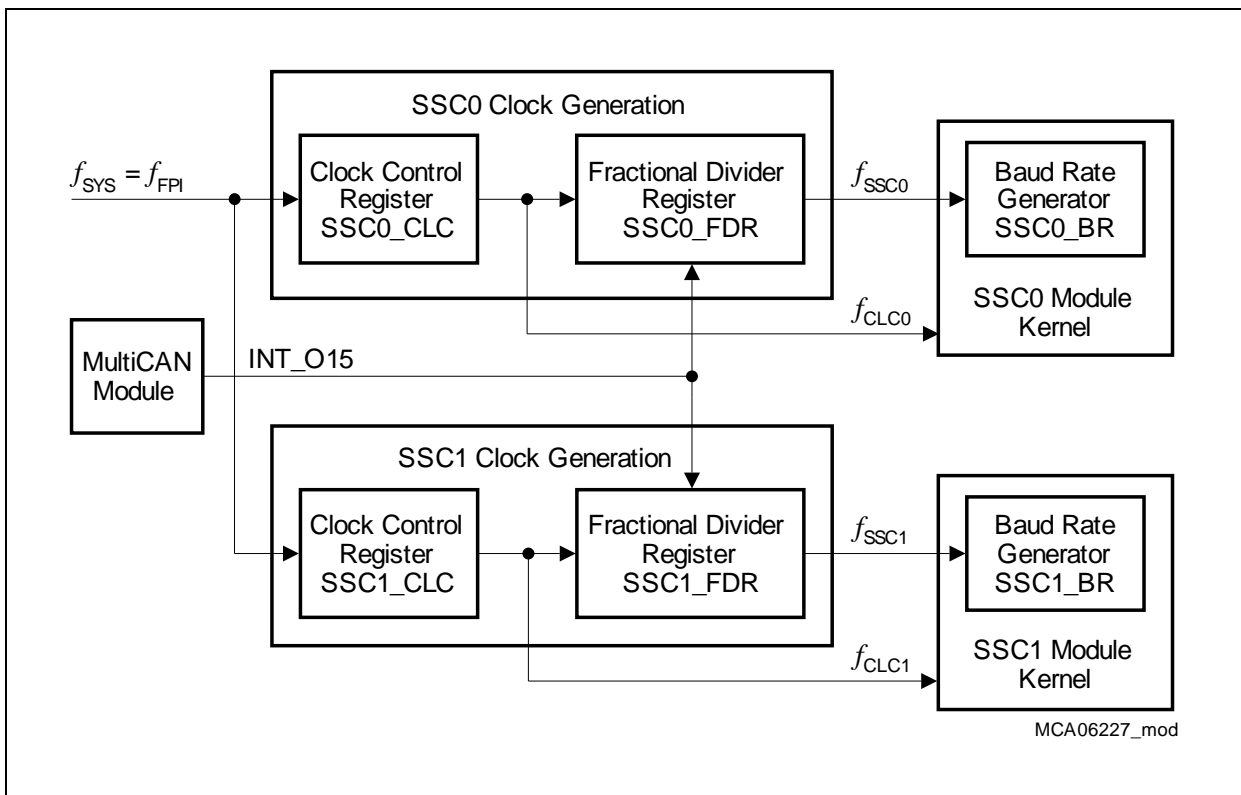 SSC0 Clock Generation
fSYS = fFPI
Clock Control
Register
SSC0_CLC
Fractional Divider
Register
SSC0_FDR
fSSC0
Baud Rate
Generator
SSC0_BR
SSC0 Module
Kernel
fCLC0
MultiCAN
Module
INT_O15
SSC1 Clock Generation
Clock Control
Register
SSC1_CLC
Fractional Divider
Register
SSC1_FDR
fSSC1
Baud Rate
Generator
SSC1_BR
SSC1 Module
Kernel
fCLC1
MCA06227_mod